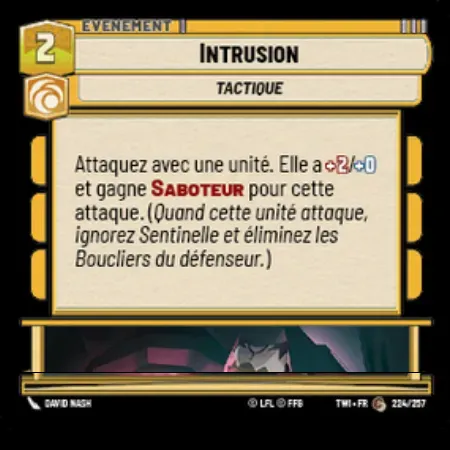 EVENEMENT
2
INTRUSION
TACTIQUE
Attaquez avec une unité. Elle a +2/+0
et gagne SABOTEUR pour cette
attaque. (Quand cette unité attaque,
ignorez Sentinelle et éliminez les
Boucliers du défenseur.)
DAVID NASH
© LFL © FFG
TWI • FR
224/257